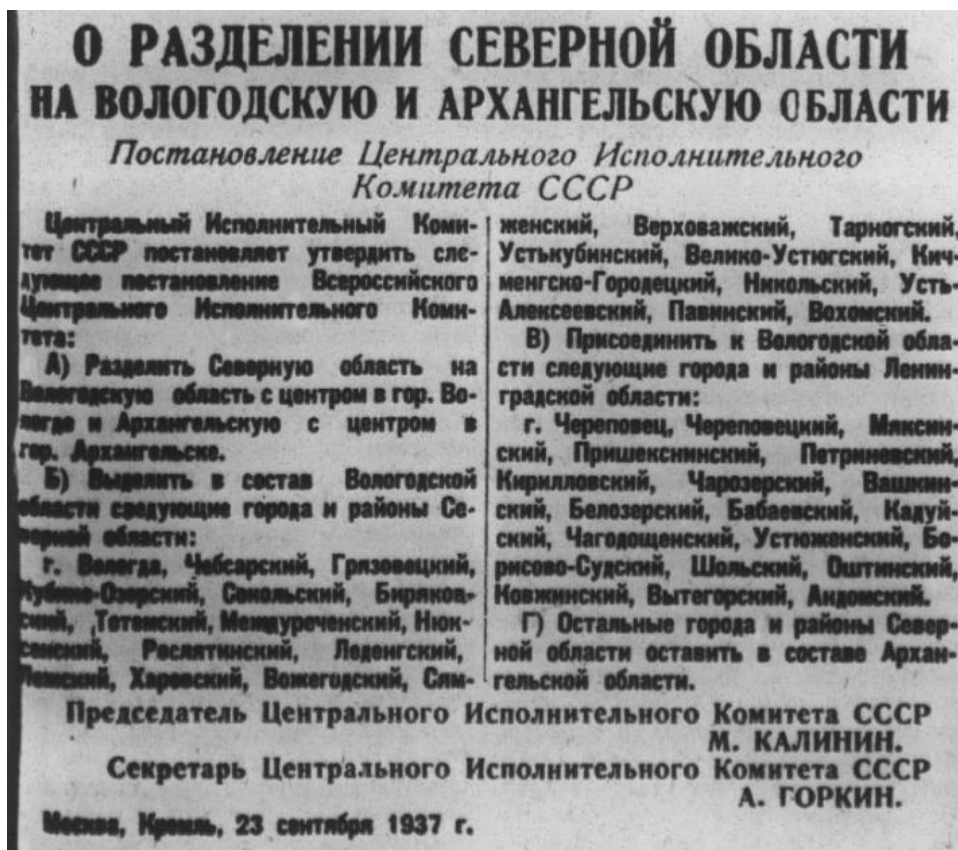 О РАЗДЕЛЕНИИ СЕВЕРНОЙ ОБЛАСТИ
НА ВОЛОГОДСКУЮ И АРХАНГЕЛЬСКУЮ ОБЛАСТИ
Постановление Центрального Исполнительного
Комитета СССР
Центральный Исполнительный Коми-
тет СССР постановляет утвердить сле-
дующее постановление Всероссийского
Центрального Исполнительного Коми-
тета:
А) Разделить Северную область на
Вологодскую область с центром в гор. Во-
логде и Архангельскую с центром в
гор. Архангельске.
Б) Выделить в состав Вологодской
области следующие города и районы Се-
верной области:
г. Вологда, Чебсарский, Грязовецкий,
Кубино-Озерский, Сокольский, Биряков-
ский, Тотемский, Междуреченский, Нюк-
сенский, Рослятинский, Леденгский,
Лежский, Харовский, Вожегодский, Сям-
женский, Верховажский, Тарногский,
Устькубинский, Велико-Устюгский, Кич-
менгско-Городецкий, Никольский, Усть-
Алексеевский, Павинский, Вохомский.
В) Присоединить к Вологодской обла-
сти следующие города и районы Ленин-
градской области:
г. Череповец, Череповецкий, Мяксин-
ский, Пришекснинский, Петриневский,
Кирилловский, Чарозерский, Вашкин-
ский, Белозерский, Бабаевский, Кадуй-
ский, Чагодощенский, Устюженский, Бо-
рисово-Судский, Шольский, Оштинский,
Ковжинский, Вытегорский, Андомский.
Г) Остальные города и районы Север-
ной области оставить в составе Архан-
гельской области.
Председатель Центрального Исполнительного Комитета СССР
М. КАЛИНИН.
Секретарь Центрального Исполнительного Комитета СССР
А. ГОРКИН.
Москва, Кремль, 23 сентября 1937 г.